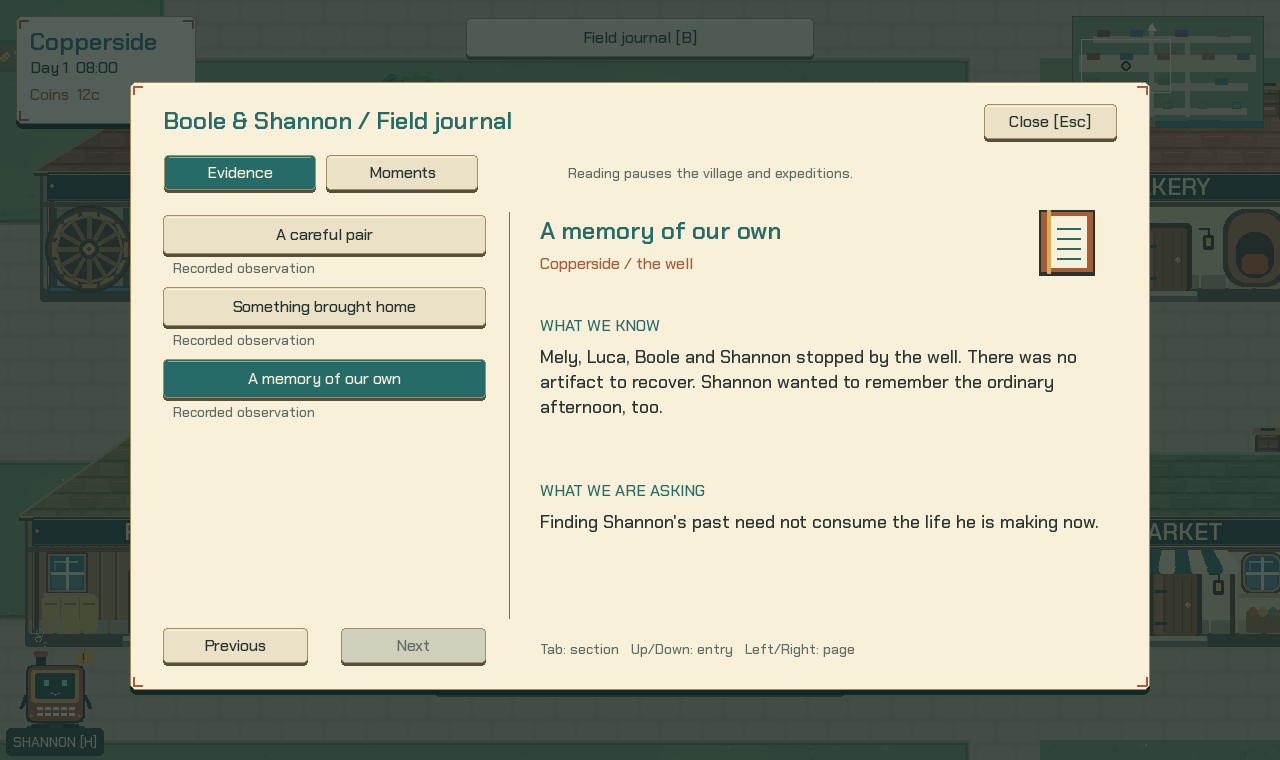 Copperside
Day 1 08:00
Coins 12c
Field journal [B]
Boole & Shannon / Field journal
Close [Esc]
Evidence
Moments
Reading pauses the village and expeditions.
A careful pair
Recorded observation
Something brought home
Recorded observation
A memory of our own
Recorded observation
A memory of our own
Copperside / the well
WHAT WE KNOW
Mely, Luca, Boole and Shannon stopped by the well. There was no
artifact to recover. Shannon wanted to remember the ordinary
afternoon, too.
WHAT WE ARE ASKING
Finding Shannon's past need not consume the life he is making now.
Previous
Next
Tab: section Up/Down: entry Left/Right: page
KERY
ARKET
SHANNON [H]